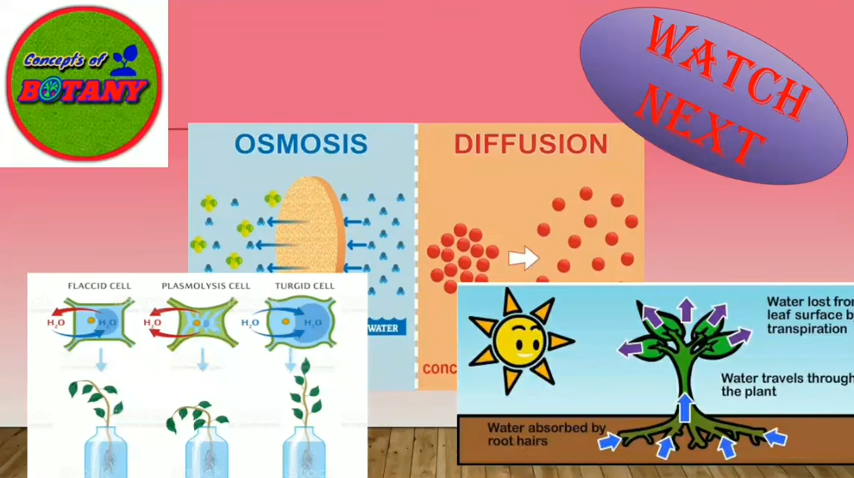 Concepts of
BOTANY
WATCH
NEXT
OSMOSIS
DIFFUSION
WATER
FLACCID CELL
PLASMOLYSIS CELL
TURGID CELL
H₂O
H₂O
H₂O
H₂O
H₂O
Water lost from
leaf surface b
transpiration
Water travels through
the plant
Water absorbed by
root hairs